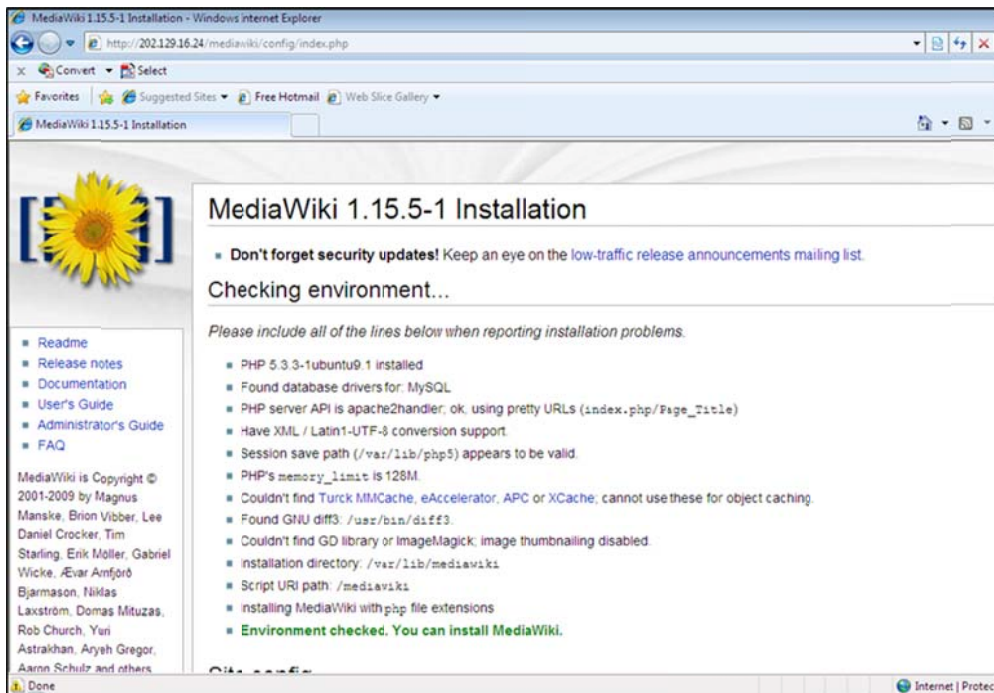 MediaWiki 1.15.5-1 Installation - Windows Internet Explorer
http://202.129.16.24/mediawiki/config/index.php
x Convert Select
Favorites Suggested Sites Free Hotmail Web Slice Gallery
MediaWiki 1.15.5-1 Installation
MediaWiki 1.15.5-1 Installation
Don't forget security updates! Keep an eye on the low-traffic release announcements mailing list.
Checking environment...
Please include all of the lines below when reporting installation problems.
PHP 5.3.3-1ubuntu9.1 installed
Found database drivers for: MySQL
PHP server API is apache2handler; ok, using pretty URLs (index.php/Page_Title)
Have XML / Latin1-UTF-8 conversion support.
Session save path (/var/lib/php5) appears to be valid.
PHP's memory_limit is 128M.
Couldn't find Turck MMCache, eAccelerator, APC or XCache; cannot use these for object caching.
Found GNU diff3: /usr/bin/diff3.
Couldn't find GD library or ImageMagick; image thumbnailing disabled.
Installation directory: /var/lib/mediawiki
Script URI path: /mediawiki
Installing MediaWiki with php file extensions
Environment checked. You can install MediaWiki.
Site config
Readme
Release notes
Documentation
User's Guide
Administrator's Guide
FAQ
MediaWiki is Copyright ©
2001-2009 by Magnus
Manske, Brion Vibber, Lee
Daniel Crocker, Tim
Starling, Erik Möller, Gabriel
Wicke, Ævar Arnfjörð
Bjarmason, Niklas
Laxström, Domas Mituzas,
Rob Church, Yuri
Astrakhan, Aryeh Gregor,
Aaron Schulz and others
Done
Internet | Protec